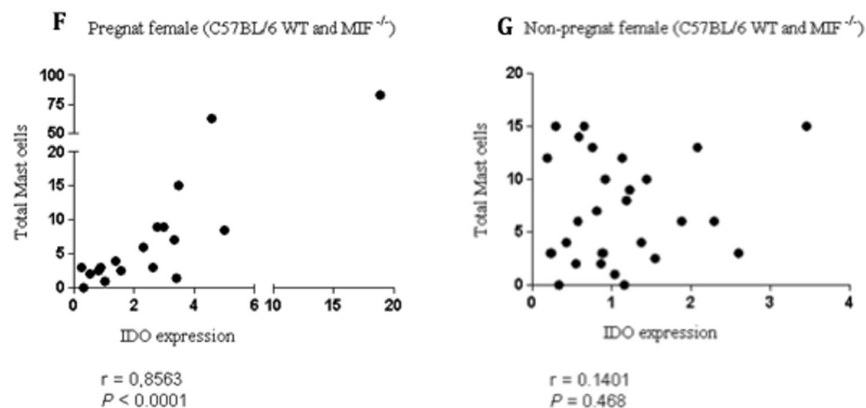 F Pregnat female (C57BL/6 WT and MIF -/-)
100
75
50
20
15
10
5
0
Total Mast cells
0 2 4 6 10 15 20
IDO expression
r = 0,8563
P < 0.0001
G Non-pregnat female (C57BL/6 WT and MIF -/-)
20
15
10
5
0
Total Mast cells
0 1 2 3 4
IDO expression
r = 0.1401
P = 0.468